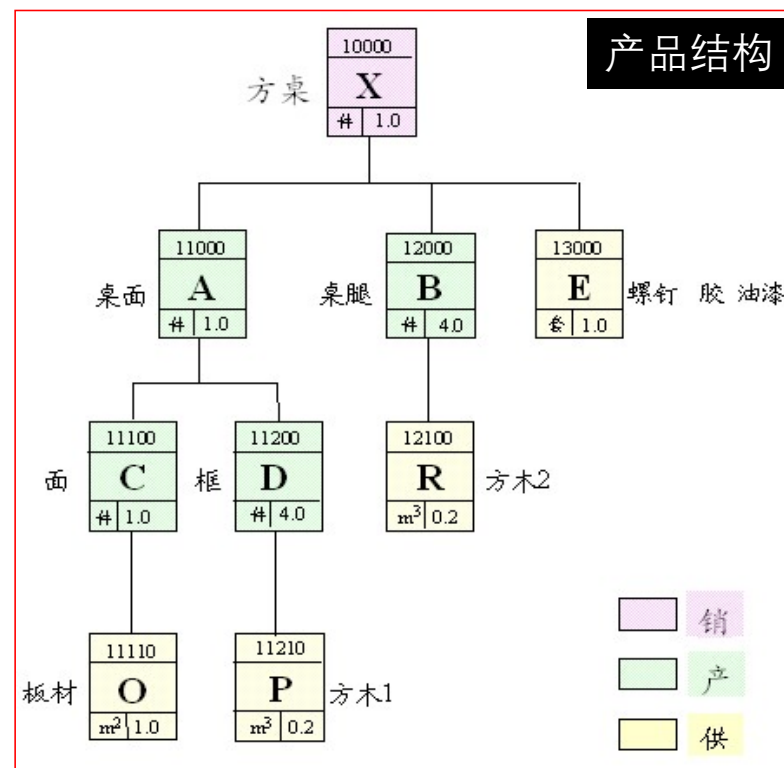 产品结构
10000
方桌 X
件 1.0
11000
桌面 A
件 1.0
12000
桌腿 B
件 4.0
13000
E 螺钉 胶 油漆
套 1.0
11100
面 C
件 1.0
11200
框 D
件 4.0
12100
R 方木2
m³ 0.2
11110
板材 O
m² 1.0
11210
P 方木1
m³ 0.2
销
产
供